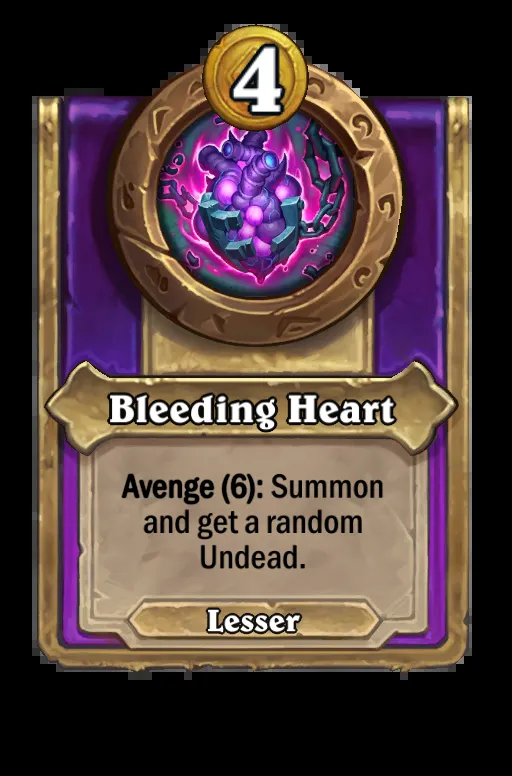 4
Bleeding Heart
Avenge (6): Summon
and get a random
Undead.
Lesser